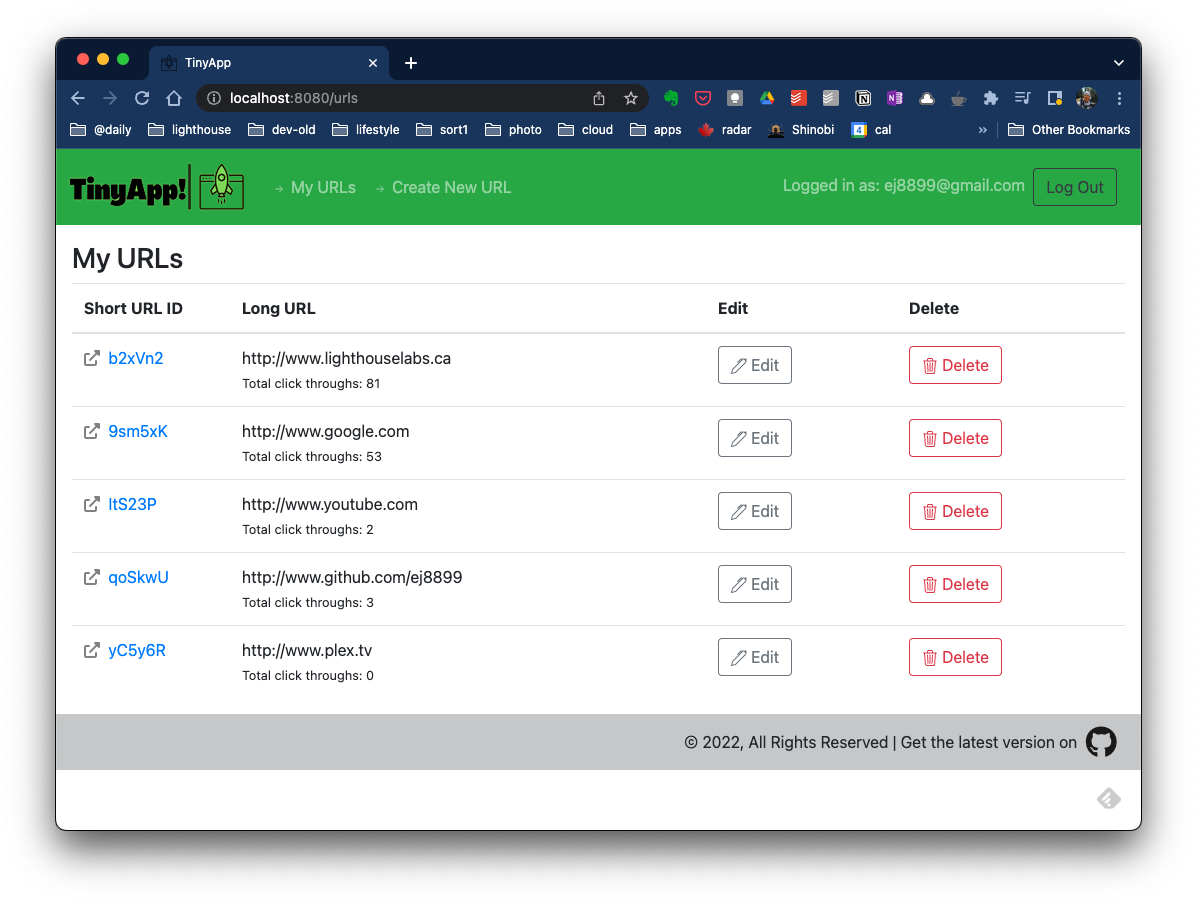 TinyApp
localhost:8080/urls
@daily lighthouse dev-old lifestyle sort1 photo cloud apps radar Shinobi 4 cal » Other Bookmarks
TinyApp! → My URLs → Create New URL Logged in as: ej8899@gmail.com Log Out
My URLs
Short URL ID Long URL Edit Delete
b2xVn2 http://www.lighthouselabs.ca Edit Delete
Total click throughs: 81
9sm5xK http://www.google.com Edit Delete
Total click throughs: 53
ltS23P http://www.youtube.com Edit Delete
Total click throughs: 2
qoSkwU http://www.github.com/ej8899 Edit Delete
Total click throughs: 3
yC5y6R http://www.plex.tv Edit Delete
Total click throughs: 0
© 2022, All Rights Reserved | Get the latest version on